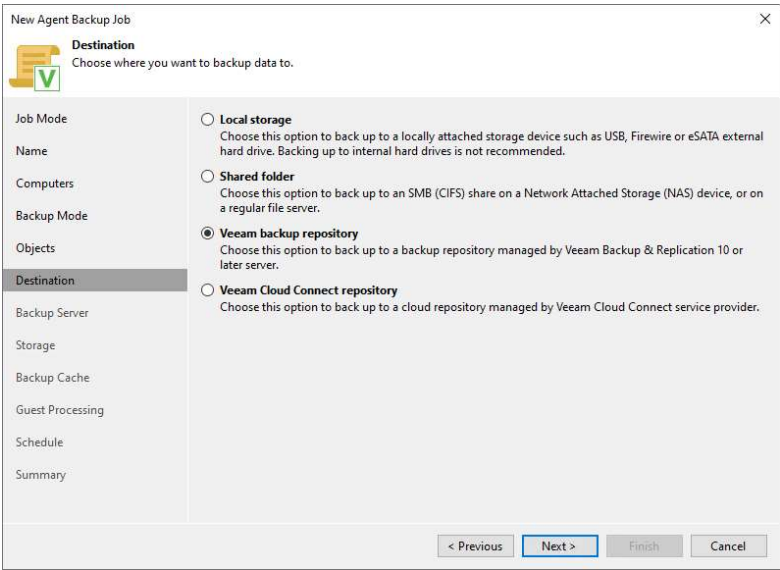 New Agent Backup Job
Destination
Choose where you want to backup data to.
V
Job Mode
Name
Computers
Backup Mode
Objects
Destination
Backup Server
Storage
Backup Cache
Guest Processing
Schedule
Summary
Local storage
Choose this option to back up to a locally attached storage device such as USB, Firewire or eSATA external
hard drive. Backing up to internal hard drives is not recommended.
Shared folder
Choose this option to back up to an SMB (CIFS) share on a Network Attached Storage (NAS) device, or on
a regular file server.
Veeam backup repository
Choose this option to back up to a backup repository managed by Veeam Backup & Replication 10 or
later server.
Veeam Cloud Connect repository
Choose this option to back up to a cloud repository managed by Veeam Cloud Connect service provider.
< Previous
Next >
Finish
Cancel